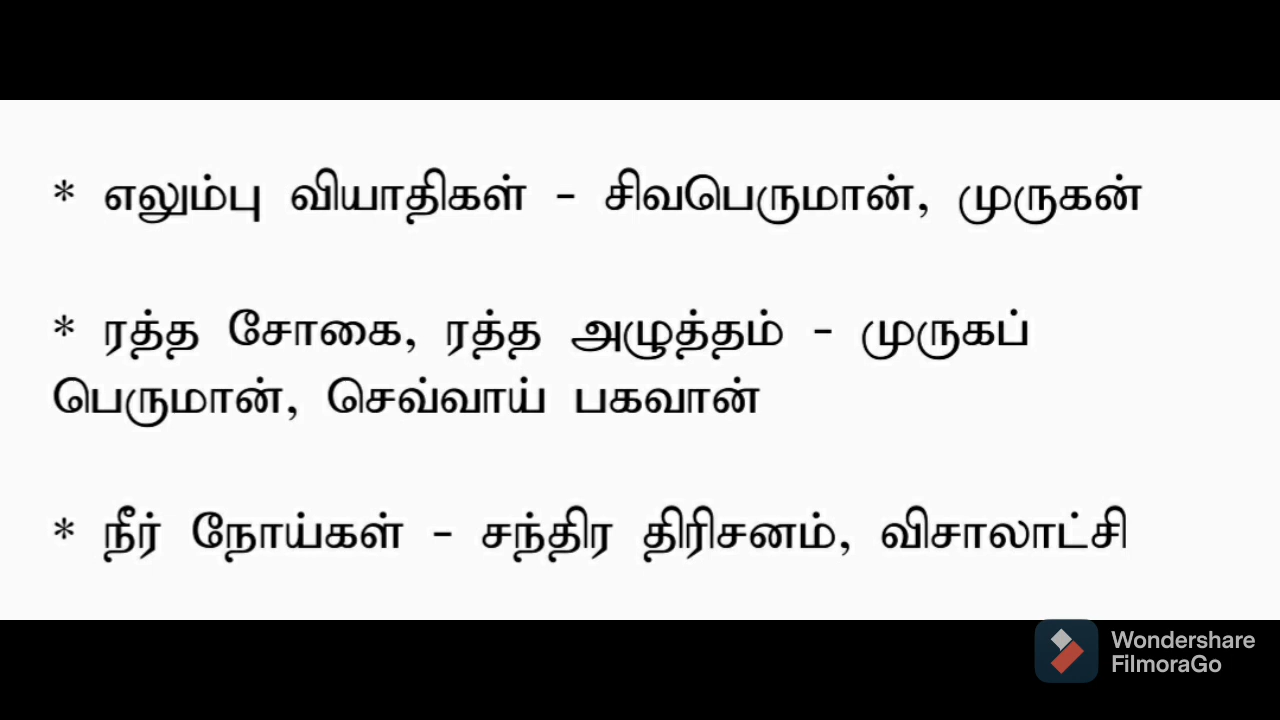 * எலும்பு வியாதிகள் - சிவபெருமான், முருகன்
* ரத்த சோகை, ரத்த அழுத்தம் - முருகப்
பெருமான், செவ்வாய் பகவான்
* நீர் நோய்கள் - சந்திர திரிசனம், விசாலாட்சி
Wondershare
FilmoraGo